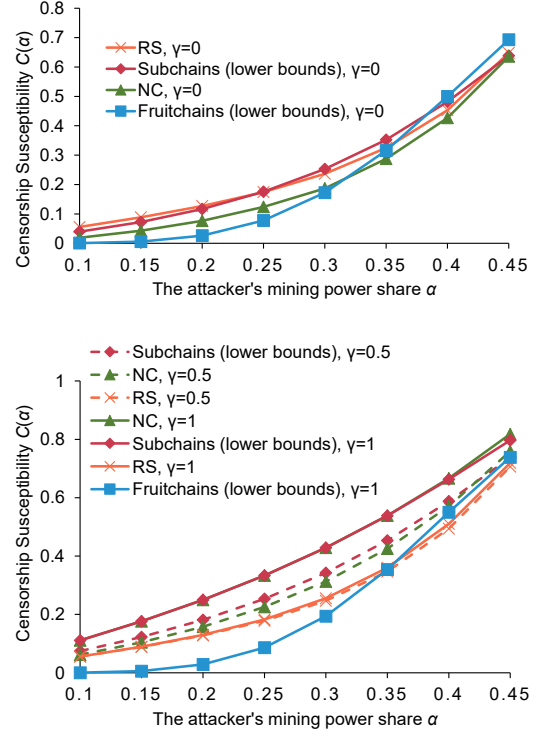 0.8
0.7
0.6
0.5
0.4
0.3
0.2
0.1
0
Censorship Susceptibility C(α)
RS, γ=0
Subchains (lower bounds), γ=0
NC, γ=0
Fruitchains (lower bounds), γ=0
0.1 0.15 0.2 0.25 0.3 0.35 0.4 0.45
The attacker's mining power share α
Subchains (lower bounds), γ=0.5
NC, γ=0.5
RS, γ=0.5
NC, γ=1
Subchains (lower bounds), γ=1
RS, γ=1
Fruitchains (lower bounds), γ=1
1
0.8
0.6
0.4
0.2
0
Censorship Susceptibility C(α)
0.1 0.15 0.2 0.25 0.3 0.35 0.4 0.45
The attacker's mining power share α